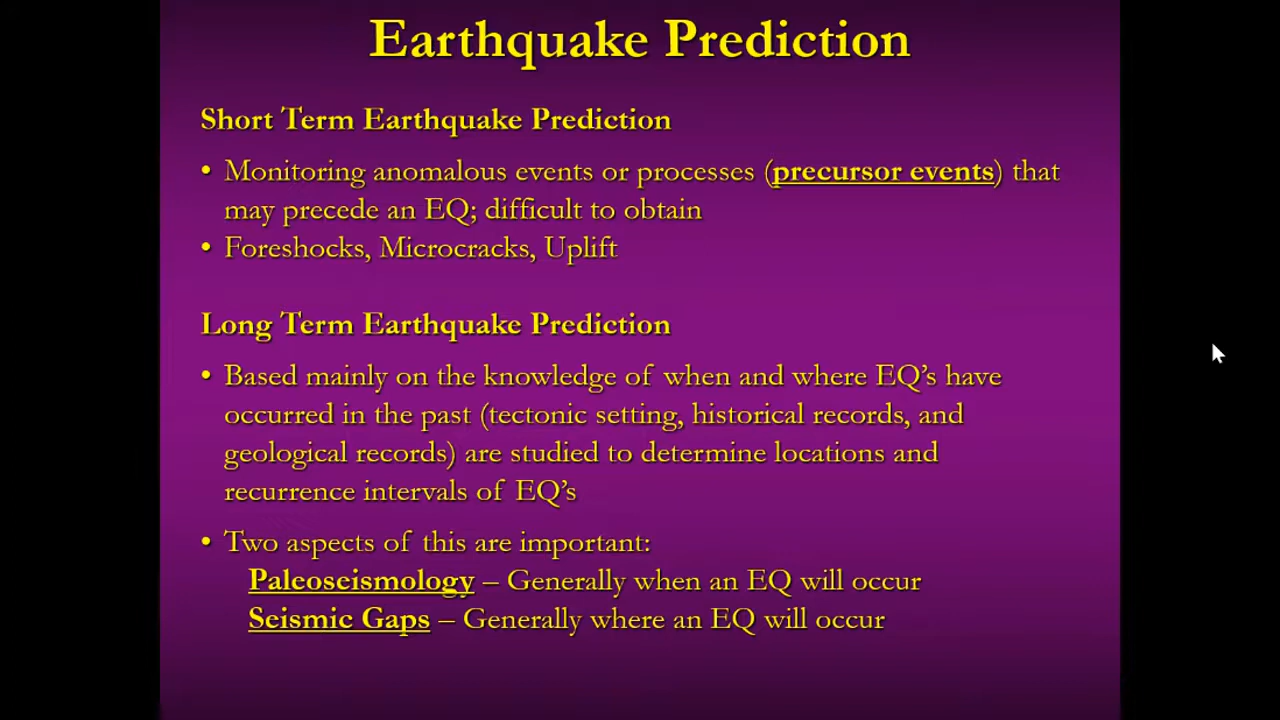 Earthquake Prediction
Short Term Earthquake Prediction
• Monitoring anomalous events or processes (precursor events) that
may precede an EQ; difficult to obtain
• Foreshocks, Microcracks, Uplift
Long Term Earthquake Prediction
• Based mainly on the knowledge of when and where EQ’s have
occurred in the past (tectonic setting, historical records, and
geological records) are studied to determine locations and
recurrence intervals of EQ’s
• Two aspects of this are important:
Paleoseismology – Generally when an EQ will occur
Seismic Gaps – Generally where an EQ will occur